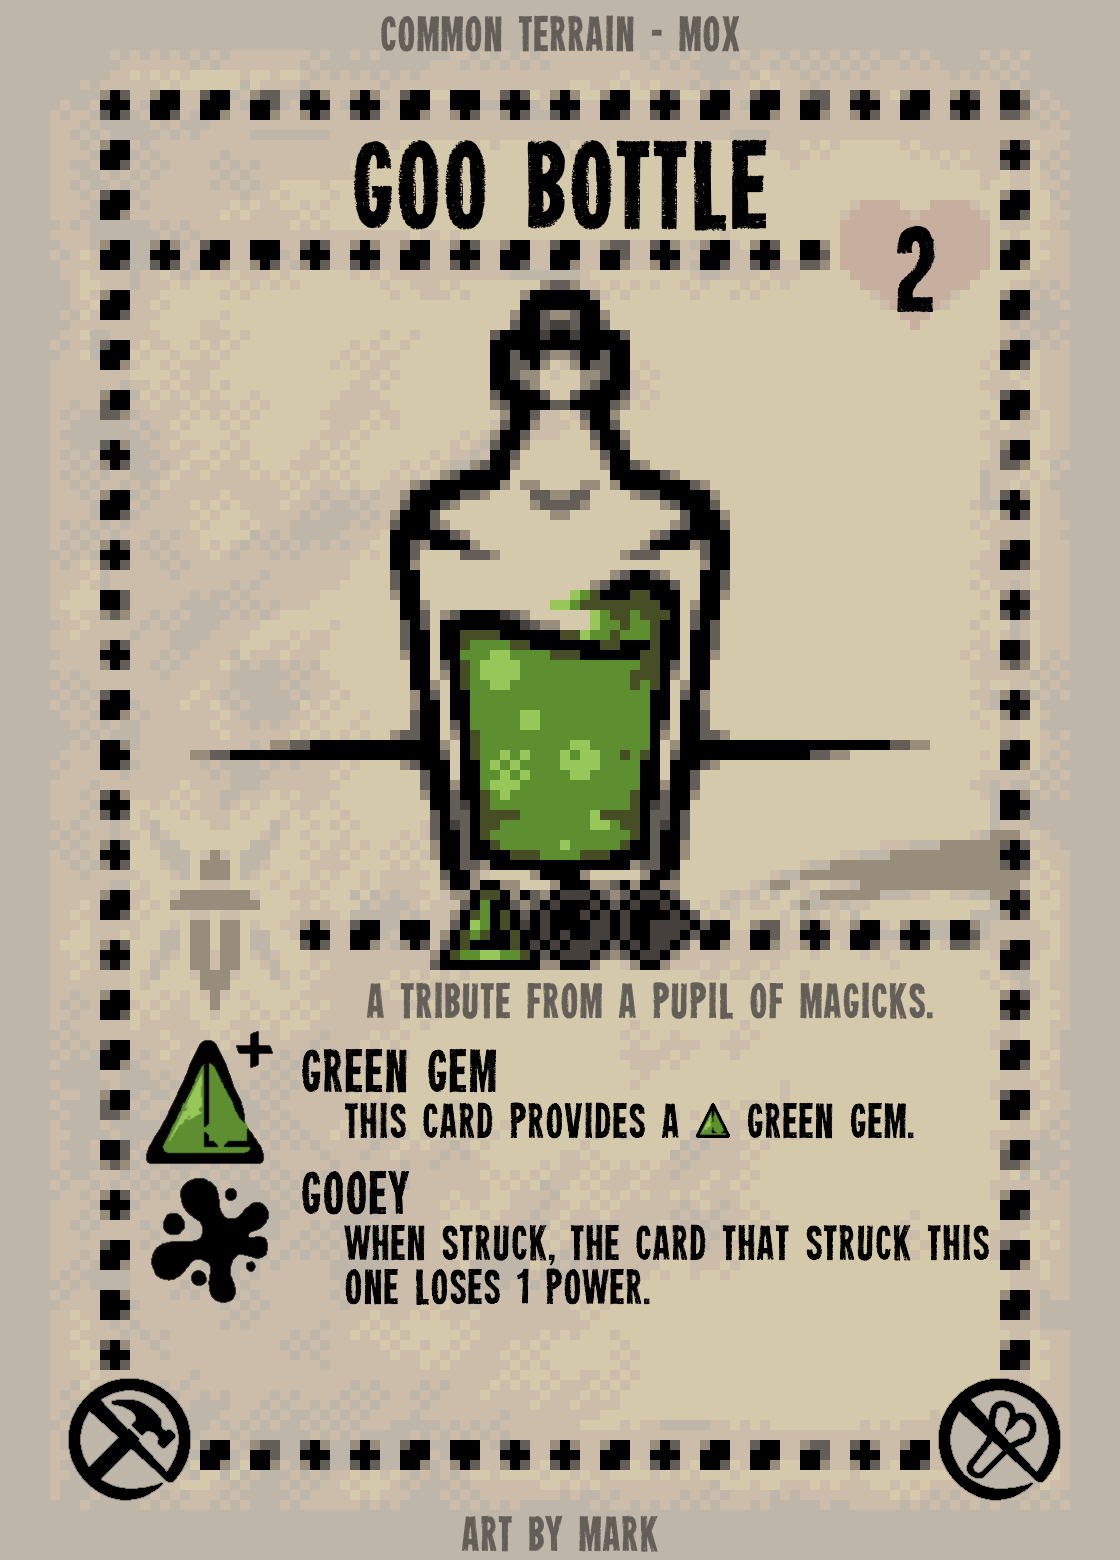 COMMON TERRAIN - MOX
GOO BOTTLE
2
A TRIBUTE FROM A PUPIL OF MAGICKS.
GREEN GEM
THIS CARD PROVIDES A GREEN GEM.
GOOEY
WHEN STRUCK, THE CARD THAT STRUCK THIS
ONE LOSES 1 POWER.
ART BY MARK